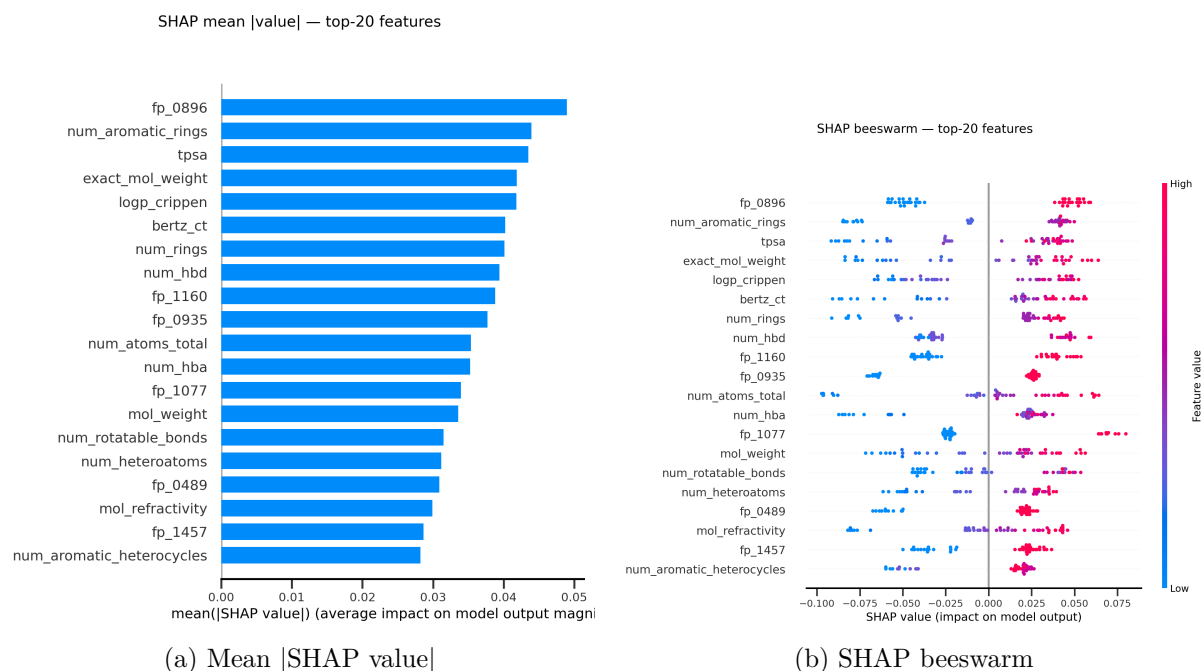 SHAP mean |value| — top-20 features
fp_0896
num_aromatic_rings
tpsa
exact_mol_weight
logp_crippen
bertz_ct
num_rings
num_hbd
fp_1160
fp_0935
num_atoms_total
num_hba
fp_1077
mol_weight
num_rotatable_bonds
num_heteroatoms
fp_0489
mol_refractivity
fp_1457
num_aromatic_heterocycles
0.00 0.01 0.02 0.03 0.04 0.05
mean(|SHAP value|) (average impact on model output magni
(a) Mean |SHAP value|
SHAP beeswarm — top-20 features
fp_0896
num_aromatic_rings
tpsa
exact_mol_weight
logp_crippen
bertz_ct
num_rings
num_hbd
fp_1160
fp_0935
num_atoms_total
num_hba
fp_1077
mol_weight
num_rotatable_bonds
num_heteroatoms
fp_0489
mol_refractivity
fp_1457
num_aromatic_heterocycles
−0.100 −0.075 −0.050 −0.025 0.000 0.025 0.050 0.075
SHAP value (impact on model output)
High
Feature value
Low
(b) SHAP beeswarm